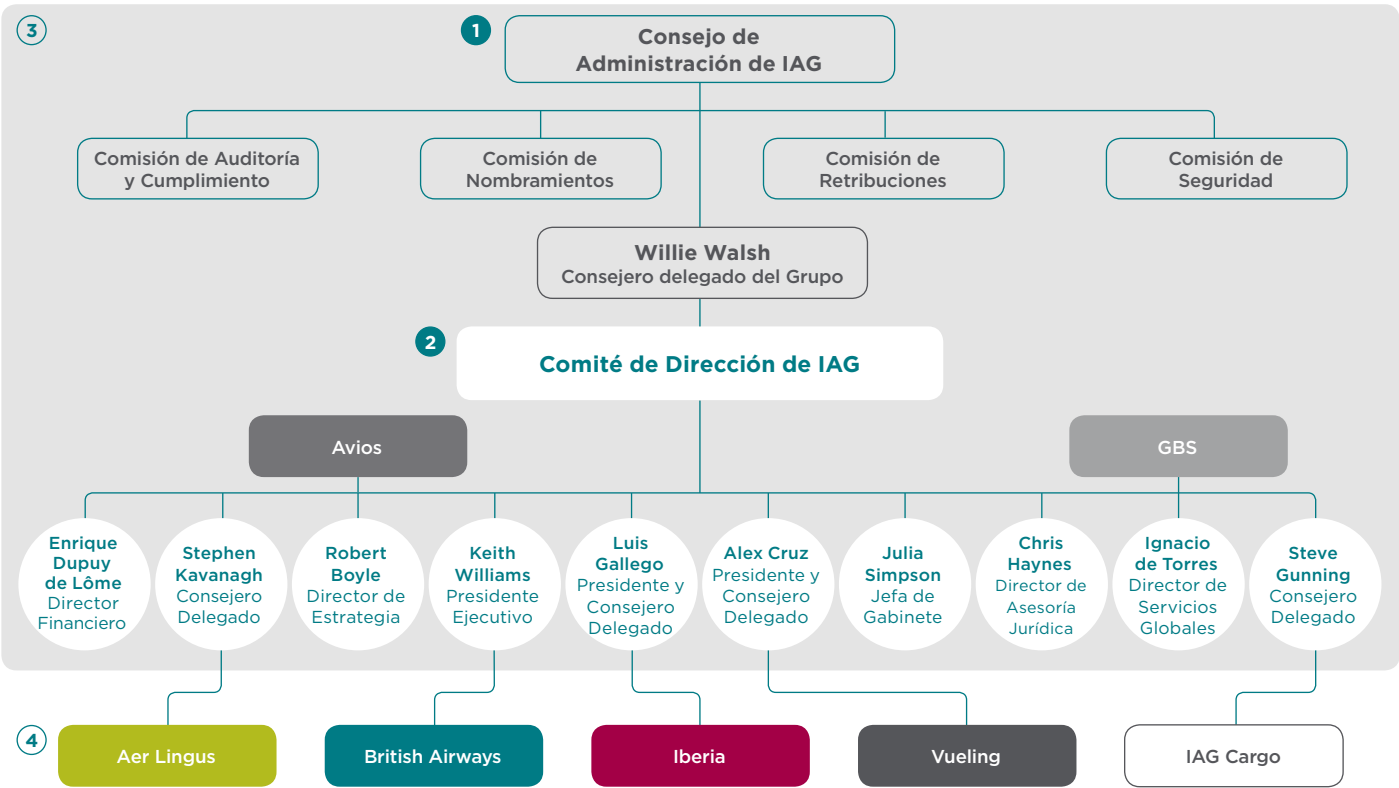 3
1
Consejo de
Administración de IAG
Comisión de Auditoría
y Cumplimiento
Comisión de
Nombramientos
Comisión de
Retribuciones
Comisión de
Seguridad
Willie Walsh
Consejero delegado del Grupo
2
Comité de Dirección de IAG
Avios
GBS
Enrique
Dupuy
de Lôme
Director
Financiero
Stephen
Kavanagh
Consejero
Delegado
Robert
Boyle
Director de
Estrategia
Keith
Williams
Presidente
Ejecutivo
Luis
Gallego
Presidente y
Consejero
Delegado
Alex Cruz
Presidente y
Consejero
Delegado
Julia
Simpson
Jefa de
Gabinete
Chris
Haynes
Director de
Asesoría
Jurídica
Ignacio
de Torres
Director de
Servicios
Globales
Steve
Gunning
Consejero
Delegado
4
Aer Lingus
British Airways
Iberia
Vueling
IAG Cargo